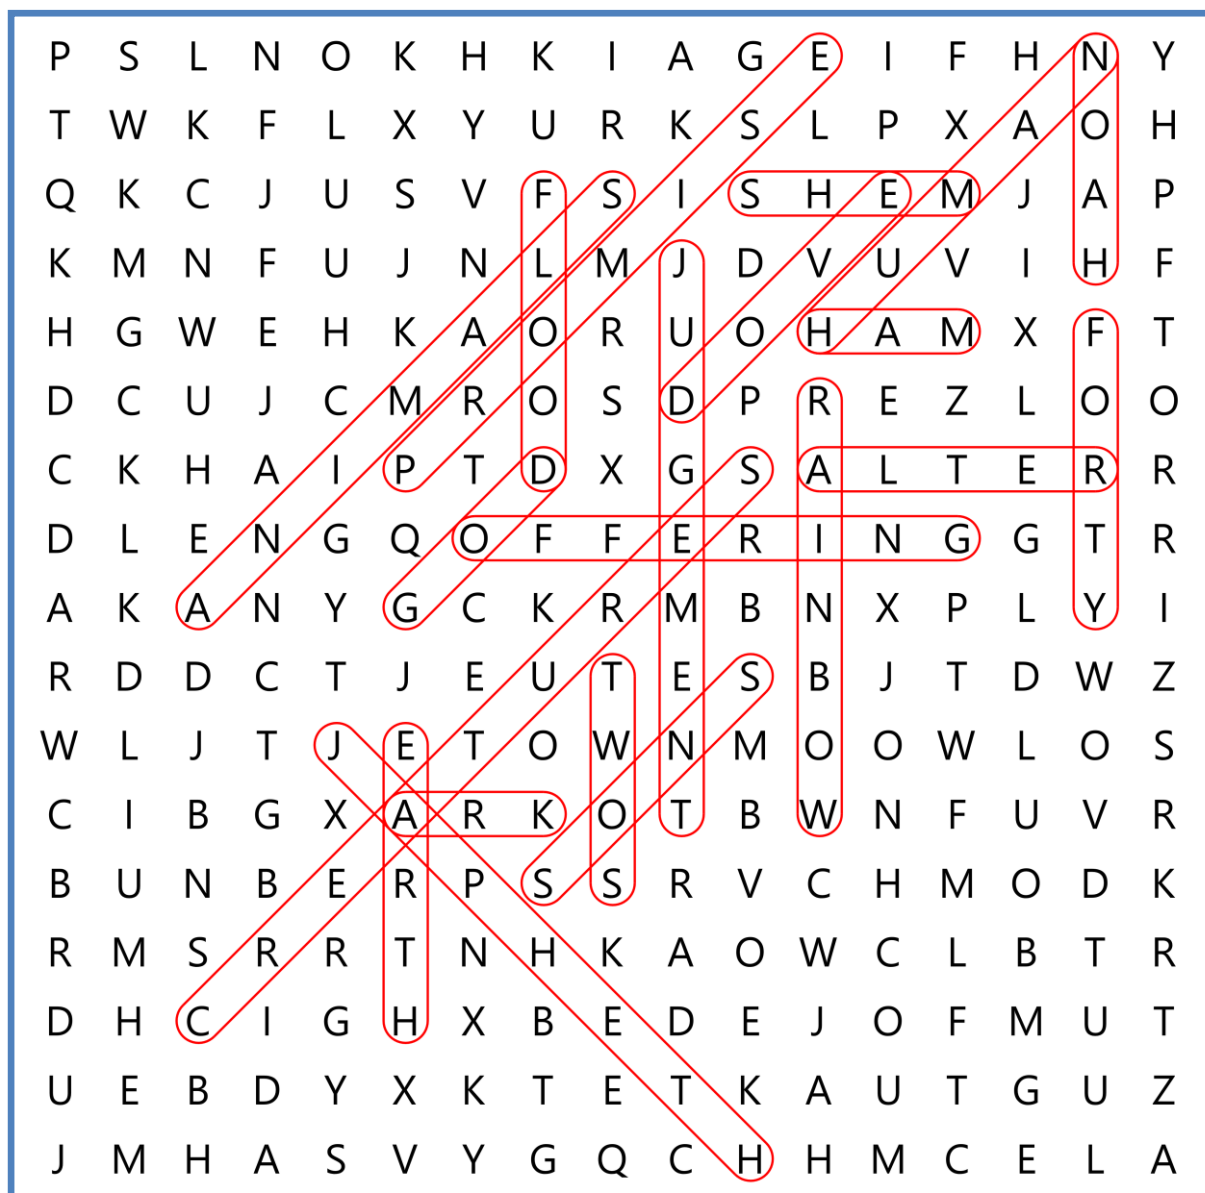 P S L N O K H K I A G E I F H N Y
T W K F L X Y U R K S L P X A O H
Q K C J U S V F S I S H E M J A P
K M N F U J N L M J D V U V I H F
H G W E H K A O R U O H A M X F T
D C U J C M R O S D P R E Z L O O
C K H A I P T D X G S A L T E R R
D L E N G Q O F F E R I N G G T R
A K A N Y G C K R M B N X P L Y I
R D D C T J E U T E S B J T D W Z
W L J T J E T O W N M O O W L O S
C I B G X A R K O T B W N F U V R
B U N B E R P S S R V C H M O D K
R M S R R T N H K A O W C L B T R
D H C I G H X B E D E J O F M U T
U E B D Y X K T E T K A U T G U Z
J M H A S V Y G Q C H H M C E L A